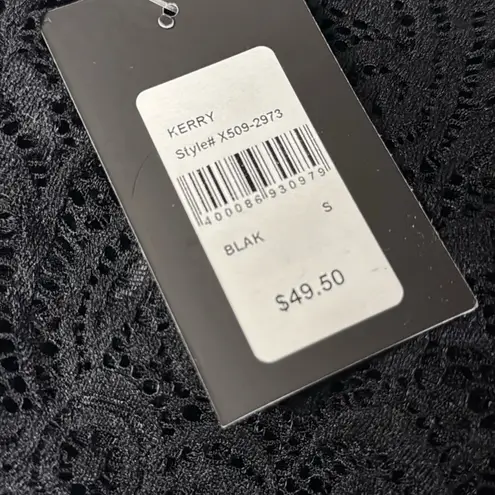 KERRY
Style# X509-2973
400086930979
BLAK S
$49.50